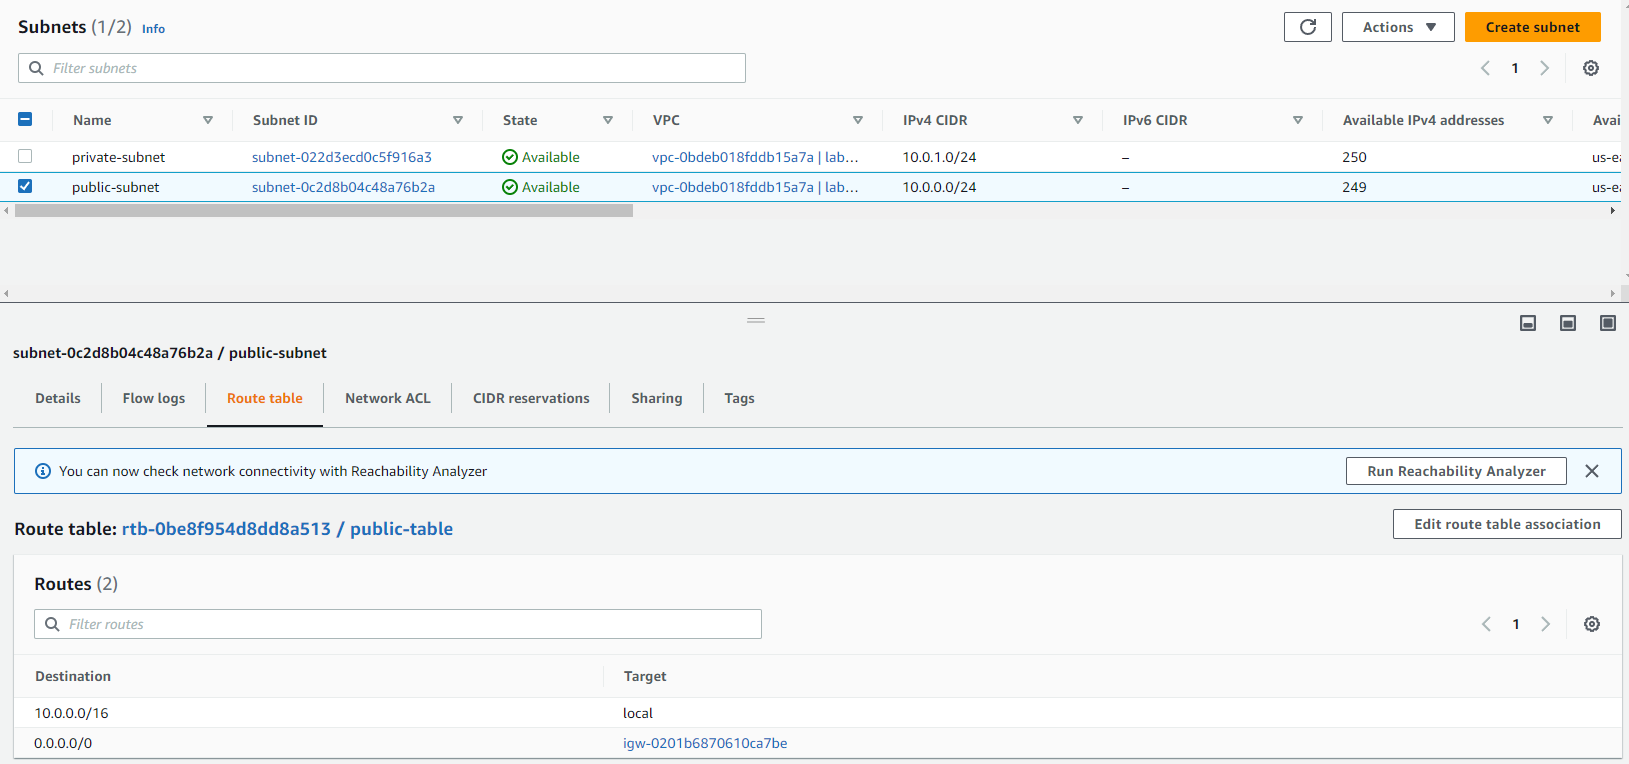 Subnets (1/2) Info
Actions
Create subnet
Filter subnets
1
Name Subnet ID State VPC IPv4 CIDR IPv6 CIDR Available IPv4 addresses Avai
private-subnet subnet-022d3ecd0c5f916a3 Available vpc-0bdeb018fddb15a7a | lab... 10.0.1.0/24 – 250 us-ea
public-subnet subnet-0c2d8b04c48a76b2a Available vpc-0bdeb018fddb15a7a | lab... 10.0.0.0/24 – 249 us-ea
subnet-0c2d8b04c48a76b2a / public-subnet
Details Flow logs Route table Network ACL CIDR reservations Sharing Tags
You can now check network connectivity with Reachability Analyzer
Run Reachability Analyzer
Route table: rtb-0be8f954d8dd8a513 / public-table
Edit route table association
Routes (2)
Filter routes
1
Destination Target
10.0.0.0/16 local
0.0.0.0/0 igw-0201b6870610ca7be